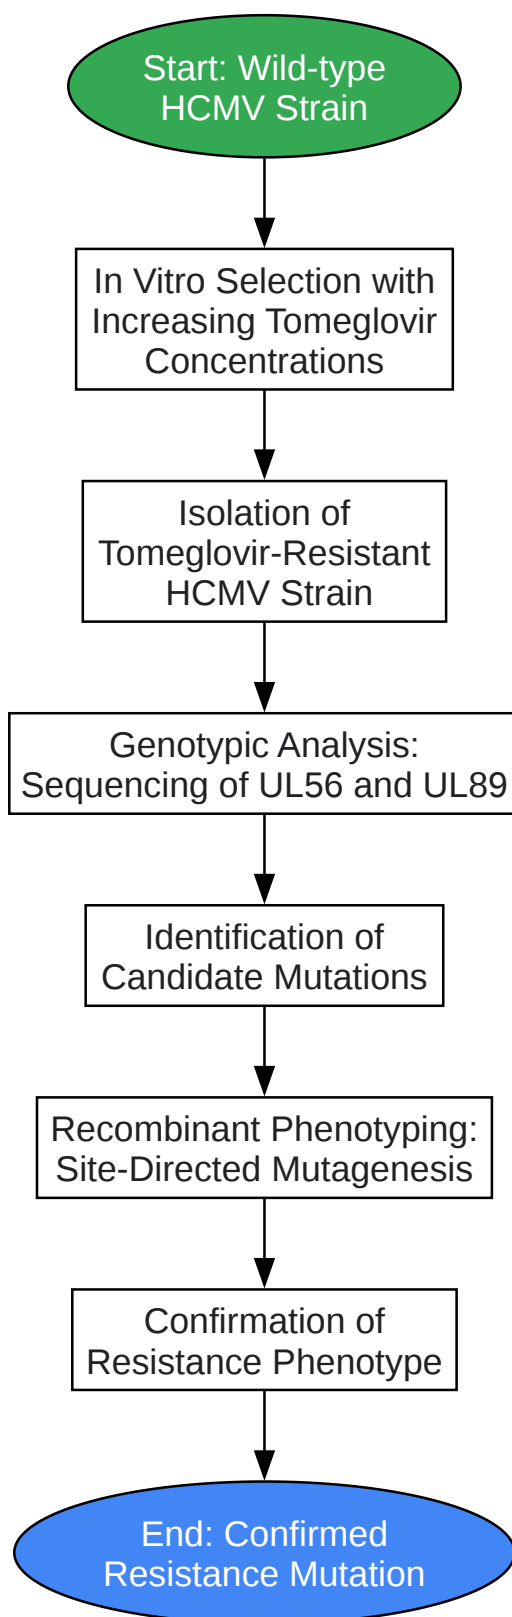 Start: Wild-type
HCMV Strain
In Vitro Selection with
Increasing Tomeglovir
Concentrations
Isolation of
Tomeglovir-Resistant
HCMV Strain
Genotypic Analysis:
Sequencing of UL56 and UL89
Identification of
Candidate Mutations
Recombinant Phenotyping:
Site-Directed Mutagenesis
Confirmation of
Resistance Phenotype
End: Confirmed
Resistance Mutation